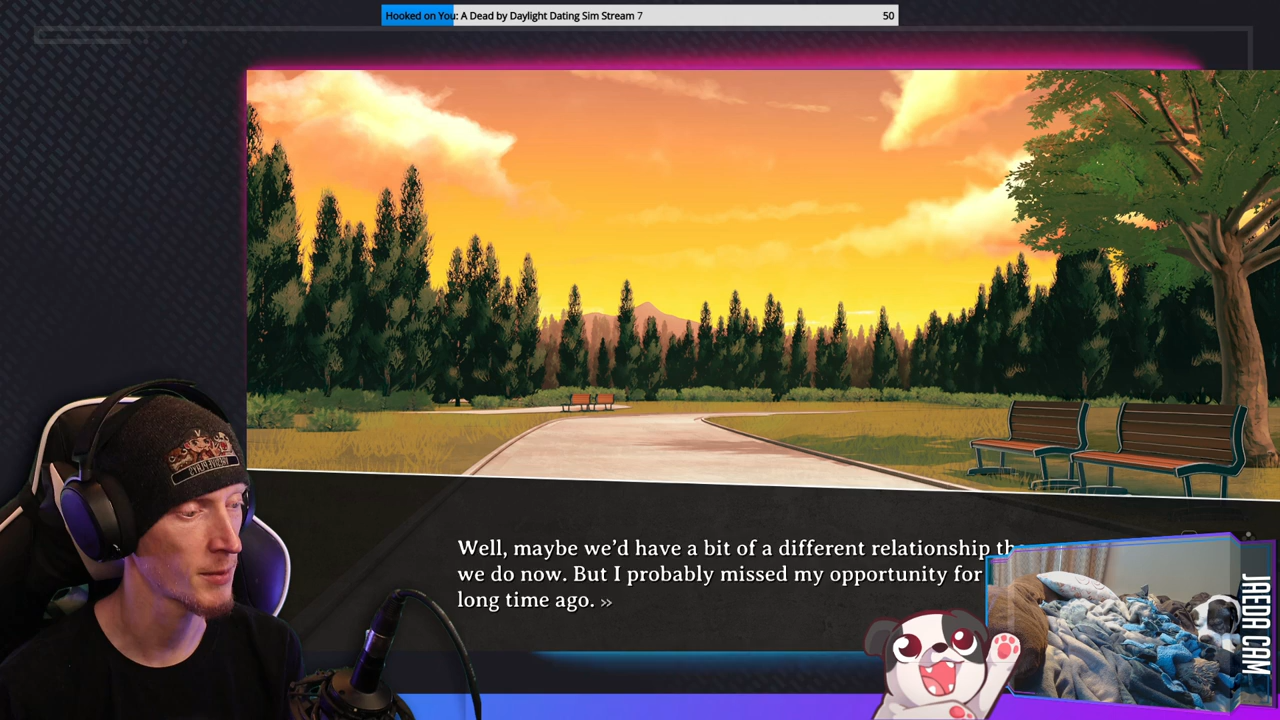 Hooked on You: A Dead by Daylight Dating Sim Stream 7
50
Well, maybe we'd have a bit of a different relationship
we do now. But I probably missed my opportunity for
long time ago. »
JAEDA CAM